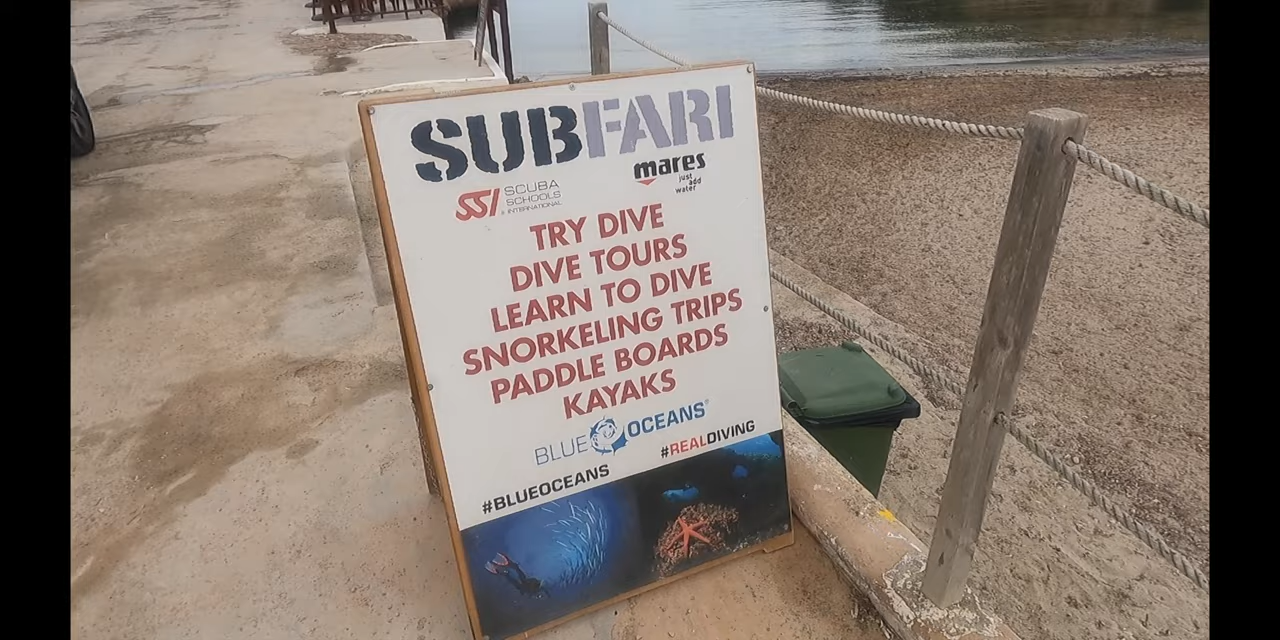 SUBFARI
SSI SCUBA SCHOOLS INTERNATIONAL
mares
just add water
TRY DIVE
DIVE TOURS
LEARN TO DIVE
SNORKELING TRIPS
PADDLE BOARDS
KAYAKS
BLUE OCEANS®
#BLUEOCEANS #REALDIVING